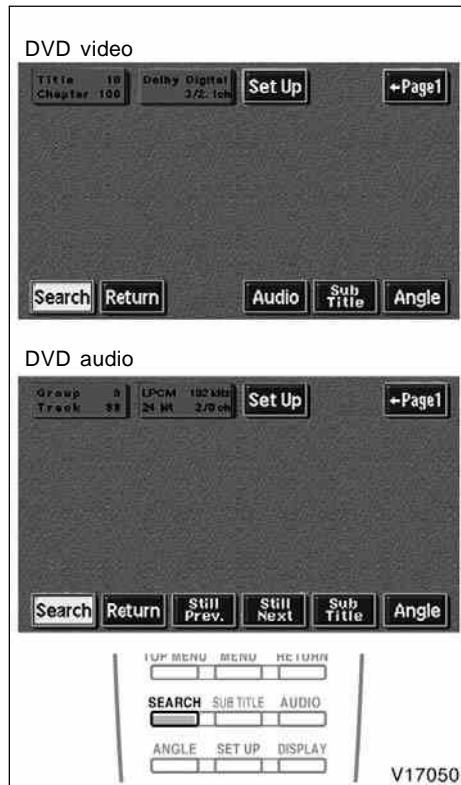 DVD video
Title 10 Dolby Digital Set Up ←Page1
Chapter 100 3/2. 1ch
Search Return Audio Sub Title Angle
DVD audio
Group 9 LPCM 192 kHz Set Up ←Page1
Track 99 24 bit 2/0 ch
Search Return Still Prev. Still Next Sub Title Angle
TOP MENU MENU RETURN
SEARCH SUB TITLE AUDIO
ANGLE SET UP DISPLAY
V17050